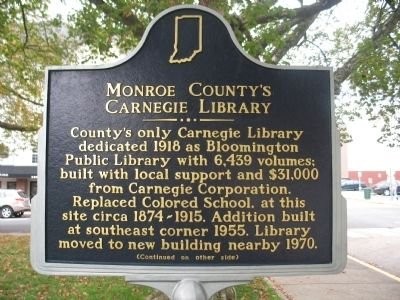 MONROE COUNTY'S
CARNEGIE LIBRARY
County's only Carnegie Library
dedicated 1918 as Bloomington
Public Library with 6,439 volumes;
built with local support and $31,000
from Carnegie Corporation.
Replaced Colored School, at this
site circa 1874-1915. Addition built
at southeast corner 1955. Library
moved to new building nearby 1970.
(Continued on other side)